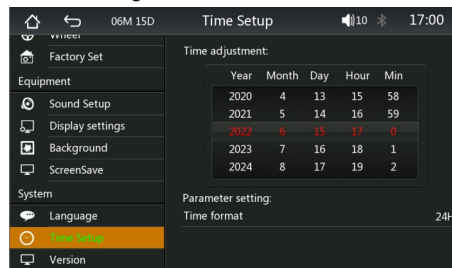 06M 15D Time Setup 10 17:00
Wheel
Factory Set
Equipment
Sound Setup
Display settings
Background
ScreenSave
System
Language
Time Setup
Version
Time adjustment:
Year Month Day Hour Min
2020 4 13 15 58
2021 5 14 16 59
2022 6 15 17 0
2023 7 16 18 1
2024 8 17 19 2
Parameter setting:
Time format 24H